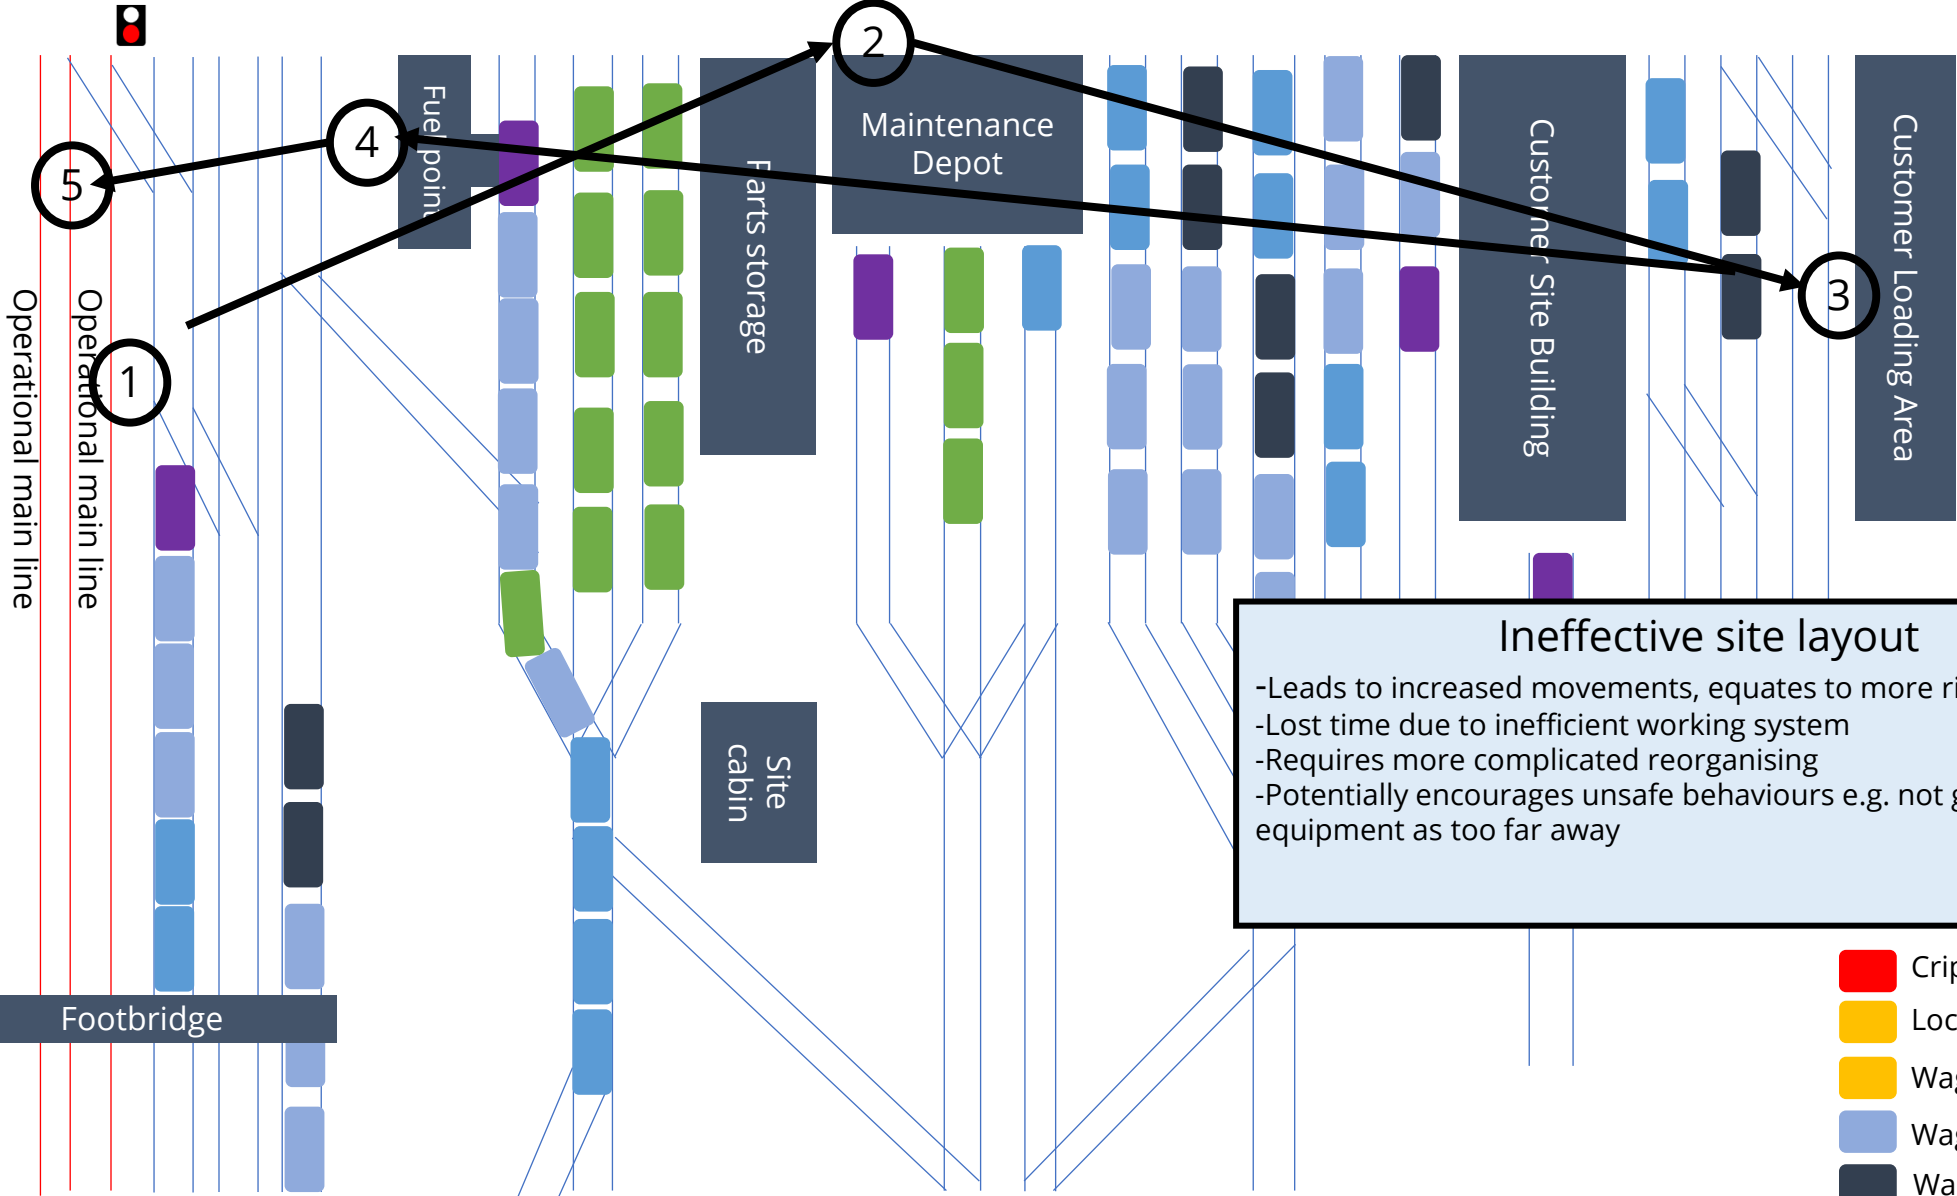 2
4
5
3
1
Fuel point
Parts storage
Maintenance
Depot
Customer Site Building
Customer Loading Area
Operational main line
Operational main line
Site
cabin
Footbridge
Ineffective site layout
-Leads to increased movements, equates to more
-Lost time due to inefficient working system
-Requires more complicated reorganising
-Potentially encourages unsafe behaviours e.g. not
equipment as too far away